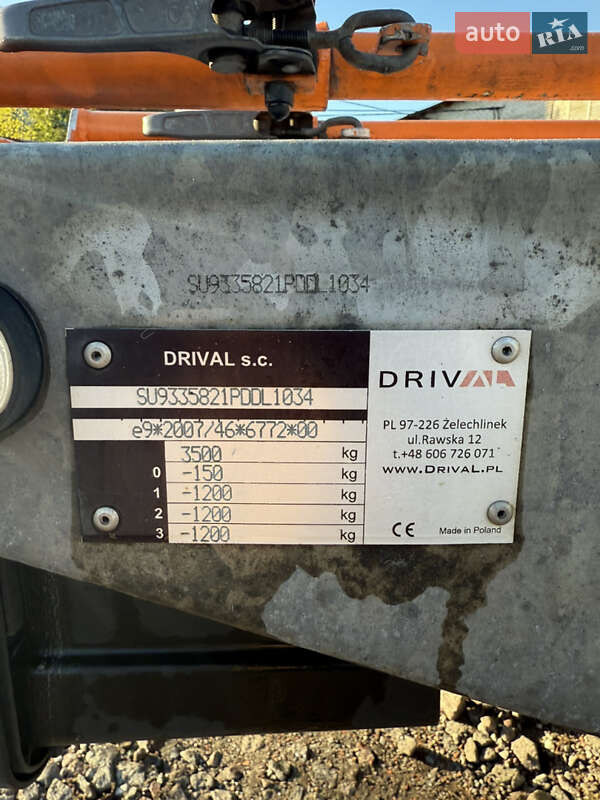 auto RIA .com
SU9335821PDDL1034
DRIVAL s.c.
SU9335821PDDL1034
e9*2007/46*6772*00
3500 kg
0 -150 kg
1 -1200 kg
2 -1200 kg
3 -1200 kg
DRIVAL
PL 97-226 Żelechlinek
ul.Rawska 12
t.+48 606 726 071
www.DrivaL.pl
CE Made in Poland